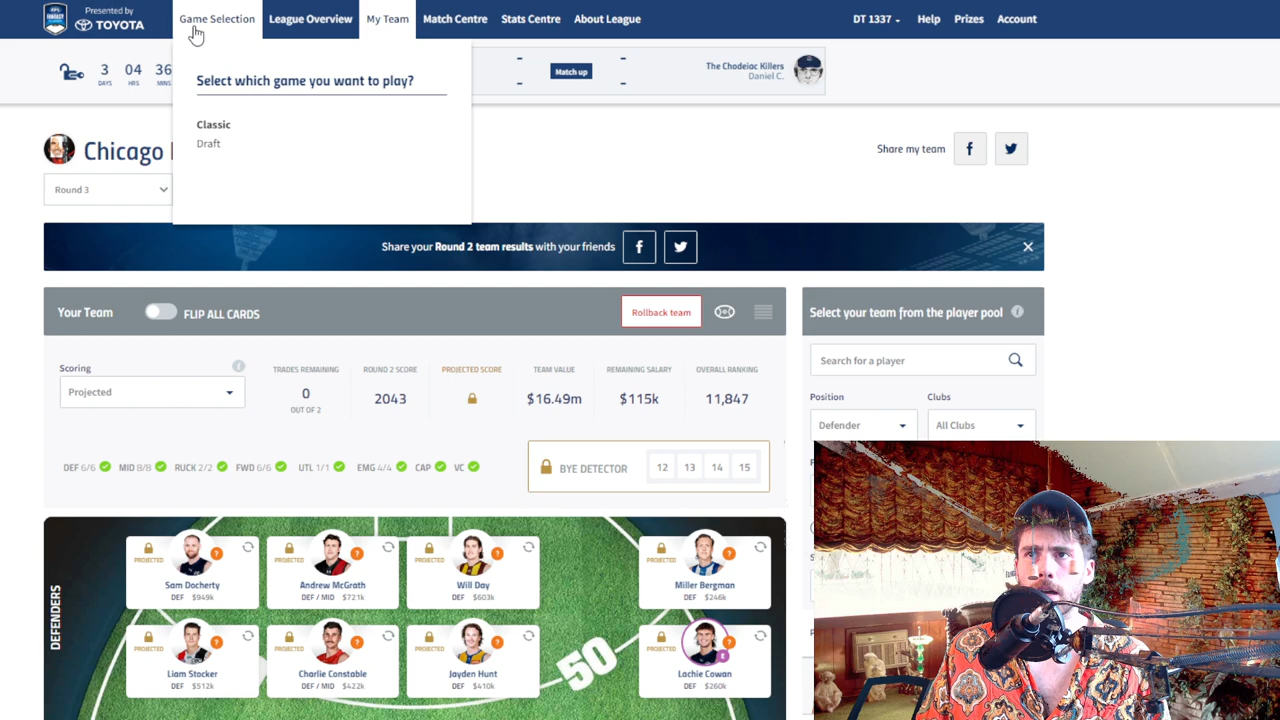 Presented by
TOYOTA
Game Selection
League Overview
My Team
Match Centre
Stats Centre
About League
DT 1337
Help
Prizes
Account
3 DAYS
04 HRS
36 MINS
Select which game you want to play?
Classic
Draft
Match up
The Chodeiac Killers
Daniel C.
Chicago
Share my team
Round 3
Share your Round 2 team results with your friends
Your Team
FLIP ALL CARDS
Rollback team
Select your team from the player pool
Scoring
Projected
TRADES REMAINING
0
OUT OF 2
ROUND 2 SCORE
2043
PROJECTED SCORE
TEAM VALUE
$16.49m
REMAINING SALARY
$115k
OVERALL RANKING
11,847
Search for a player
Position
Clubs
Defender
All Clubs
DEF 6/6
MID 8/8
RUCK 2/2
FWD 6/6
UTL 1/1
EMG 4/4
CAP
VC
BYE DETECTOR
12
13
14
15
DEFENDERS
PROJECTED
Sam Docherty
DEF $949k
PROJECTED
Andrew McGrath
DEF / MID $721k
PROJECTED
Will Day
DEF $603k
PROJECTED
Miller Bergman
DEF $246k
PROJECTED
Liam Stocker
DEF $512k
PROJECTED
Charlie Constable
DEF / MID $422k
PROJECTED
Jayden Hunt
DEF $410k
50
PROJECTED
E
Lachie Cowan
DEF $260k